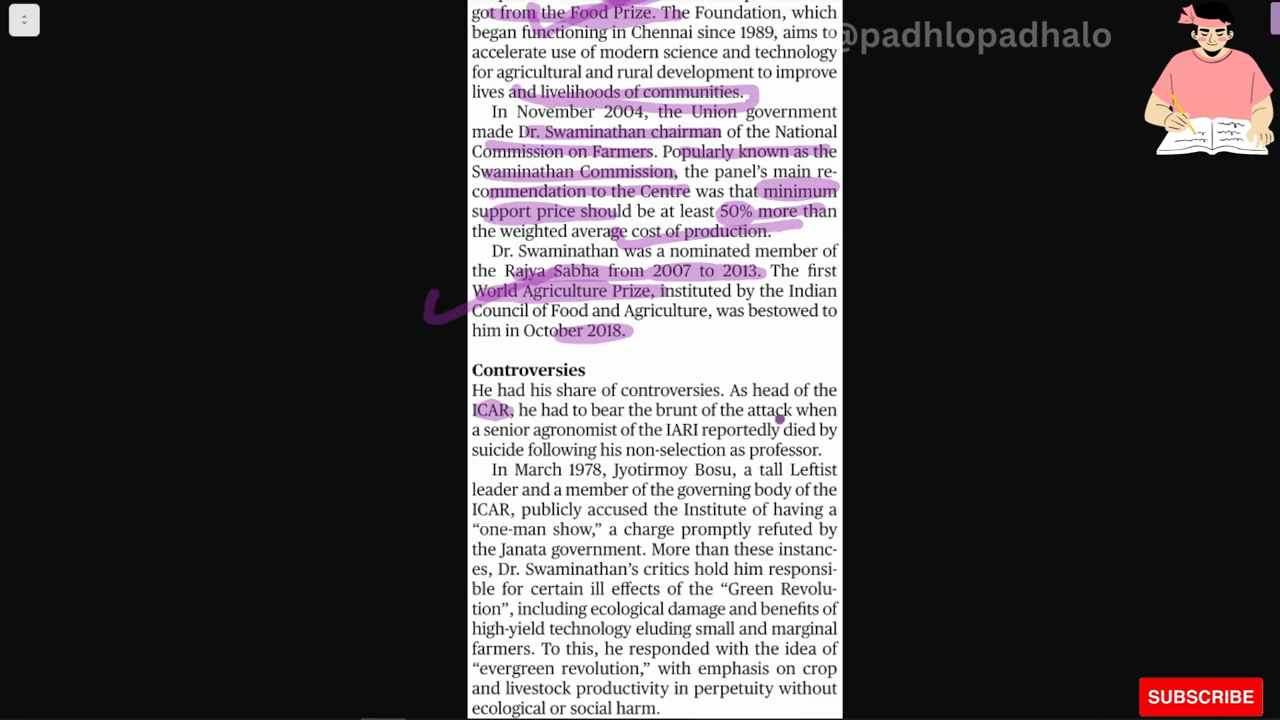 got from the Food Prize. The Foundation, which
began functioning in Chennai since 1989, aims to
accelerate use of modern science and technology
for agricultural and rural development to improve
lives and livelihoods of communities.
In November 2004, the Union government
made Dr. Swaminathan chairman of the National
Commission on Farmers. Popularly known as the
Swaminathan Commission, the panel's main re-
commendation to the Centre was that minimum
support price should be at least 50% more than
the weighted average cost of production.
Dr. Swaminathan was a nominated member of
the Rajya Sabha from 2007 to 2013. The first
World Agriculture Prize, instituted by the Indian
Council of Food and Agriculture, was bestowed to
him in October 2018.
Controversies
He had his share of controversies. As head of the
ICAR, he had to bear the brunt of the attack when
a senior agronomist of the IARI reportedly died by
suicide following his non-selection as professor.
In March 1978, Jyotirmoy Bosu, a tall Leftist
leader and a member of the governing body of the
ICAR, publicly accused the Institute of having a
“one-man show,” a charge promptly refuted by
the Janata government. More than these instanc-
es, Dr. Swaminathan's critics hold him responsi-
ble for certain ill effects of the “Green Revolu-
tion”, including ecological damage and benefits of
high-yield technology eluding small and marginal
farmers. To this, he responded with the idea of
“evergreen revolution,” with emphasis on crop
and livestock productivity in perpetuity without
ecological or social harm.
@padhlopadhalo
SUBSCRIBE